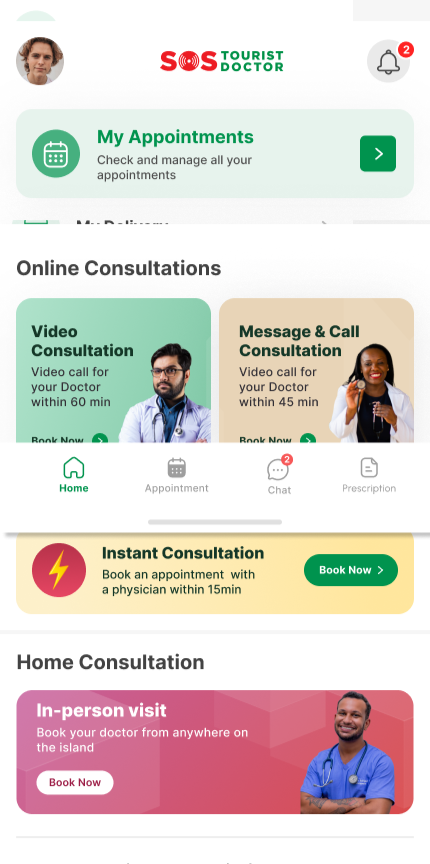 SOS TOURIST
DOCTOR
2
My Appointments
Check and manage all your
appointments
My Delivery
Online Consultations
Video
Consultation
Video call for
your Doctor
within 60 min
Book Now
Message & Call
Consultation
Video call for
your Doctor
within 45 min
Book Now
Home
Appointment
2
Chat
Prescription
Instant Consultation
Book an appointment with
a physician within 15min
Book Now
Home Consultation
In-person visit
Book your doctor from anywhere on
the island
Book Now